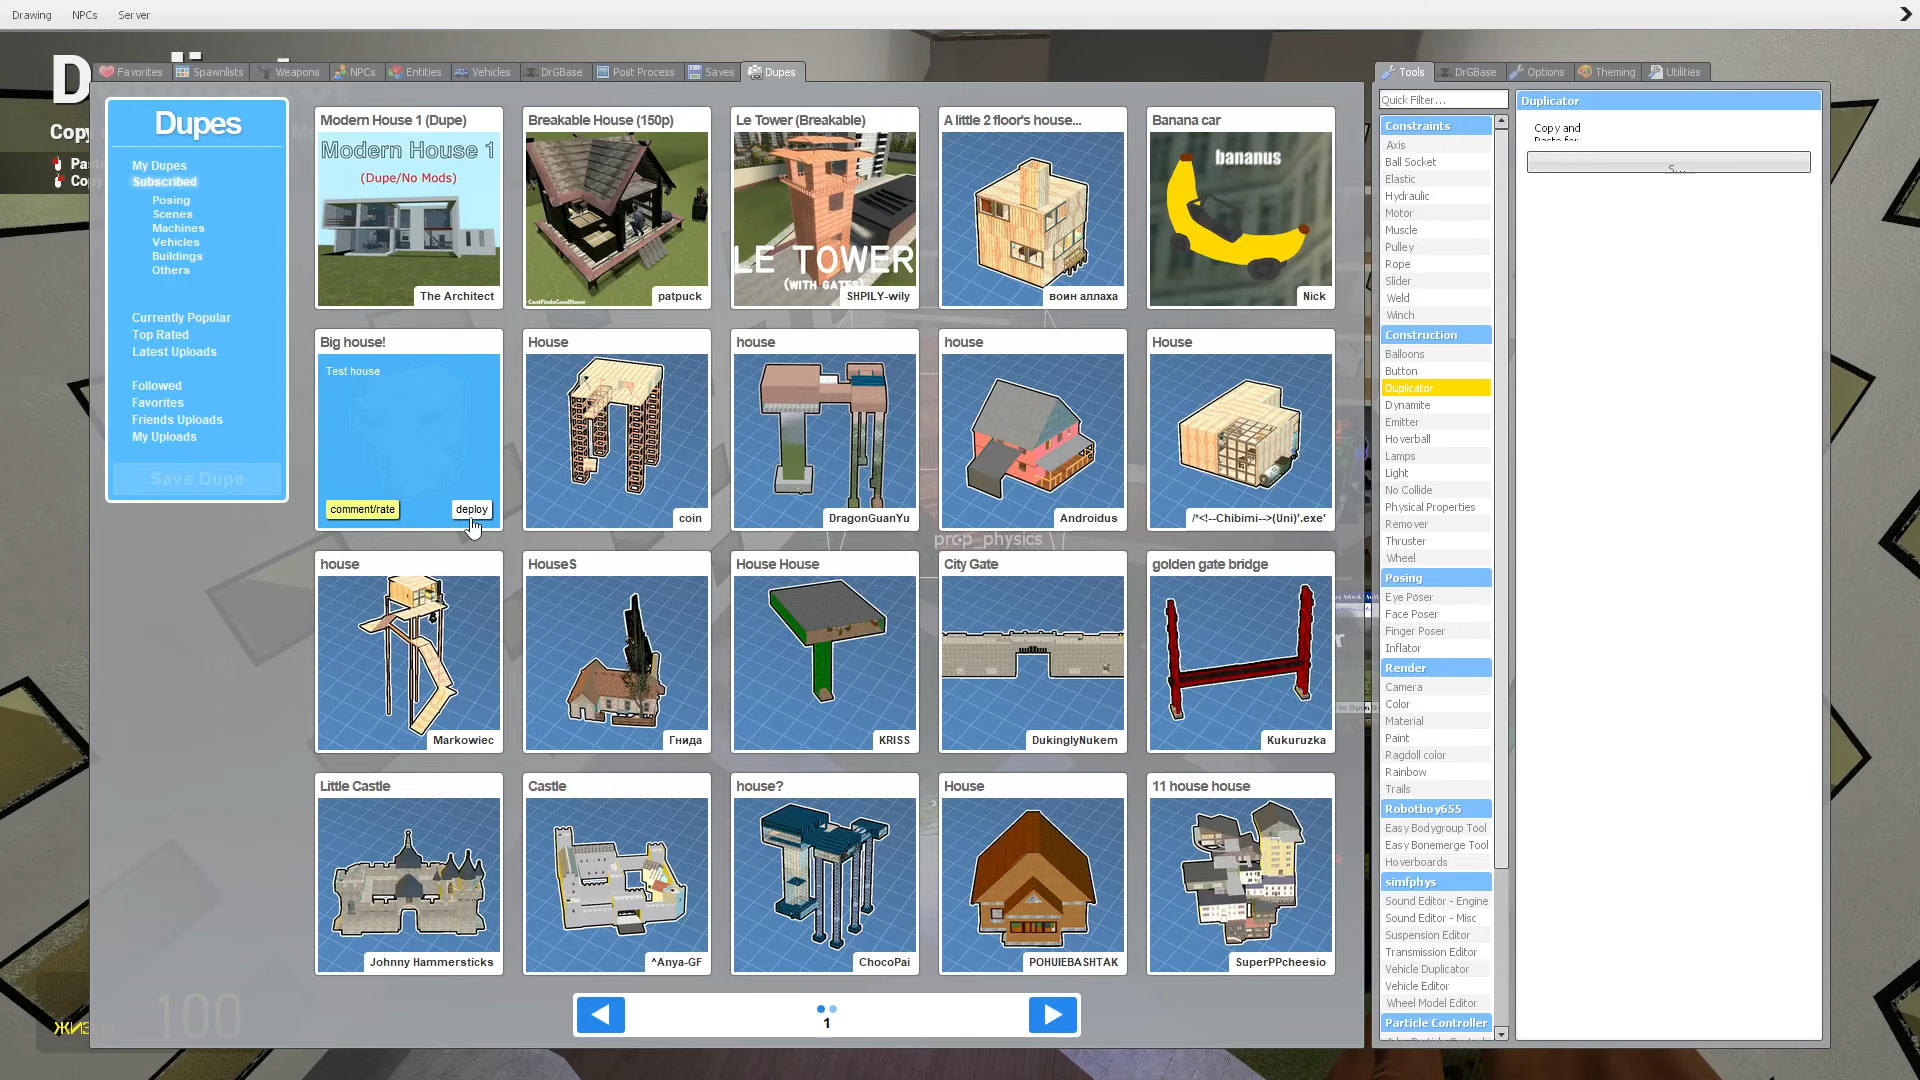 Drawing NPCs Server
Favorites Spawnlists Weapons NPCs Entities Vehicles DrGBase Post Process Saves Dupes
Tools DrGBase Options Theming Utilities
Dupes
My Dupes
Subscribed
Posing
Scenes
Machines
Vehicles
Buildings
Others
Currently Popular
Top Rated
Latest Uploads
Followed
Favorites
Friends Uploads
My Uploads
Save Dupe
Modern House 1 (Dupe)
Modern House 1
(Dupe/No Mods)
The Architect
Breakable House (150p)
CantFindaGoodName
patpuck
Le Tower (Breakable)
LE TOWER
(WITH GATES)
SHPILY-wily
A little 2 floor's house...
воин аллаха
Banana car
bananus
Nick
Big house!
Test house
comment/rate
deploy
House
coin
house
DragonGuanYu
house
Androidus
House
/*<!--Chibimi-->(Uni)'.exe'
prop_physics
house
Markowiec
HouseS
Гнида
House House
KRISS
City Gate
DukinglyNukem
golden gate bridge
Kukuruzka
Little Castle
Johnny Hammersticks
Castle
^Anya-GF
house?
ChocoPai
House
POHUIEBASHTAK
11 house house
SuperPPcheesio
1
100
Quick Filter...
Constraints
Axis
Ball Socket
Elastic
Hydraulic
Motor
Muscle
Pulley
Rope
Slider
Weld
Winch
Construction
Balloons
Button
Duplicator
Dynamite
Emitter
Hoverball
Lamps
Light
No Collide
Physical Properties
Remover
Thruster
Wheel
Posing
Eye Poser
Face Poser
Finger Poser
Inflator
Render
Camera
Color
Material
Paint
Ragdoll color
Rainbow
Trails
Robotboy655
Easy Bodygroup Tool
Easy Bonemerge Tool
Hoverboards
simfphys
Sound Editor - Engine
Sound Editor - Misc
Suspension Editor
Transmission Editor
Vehicle Duplicator
Vehicle Editor
Wheel Model Editor
Particle Controller
Duplicator
Copy and
Paste for